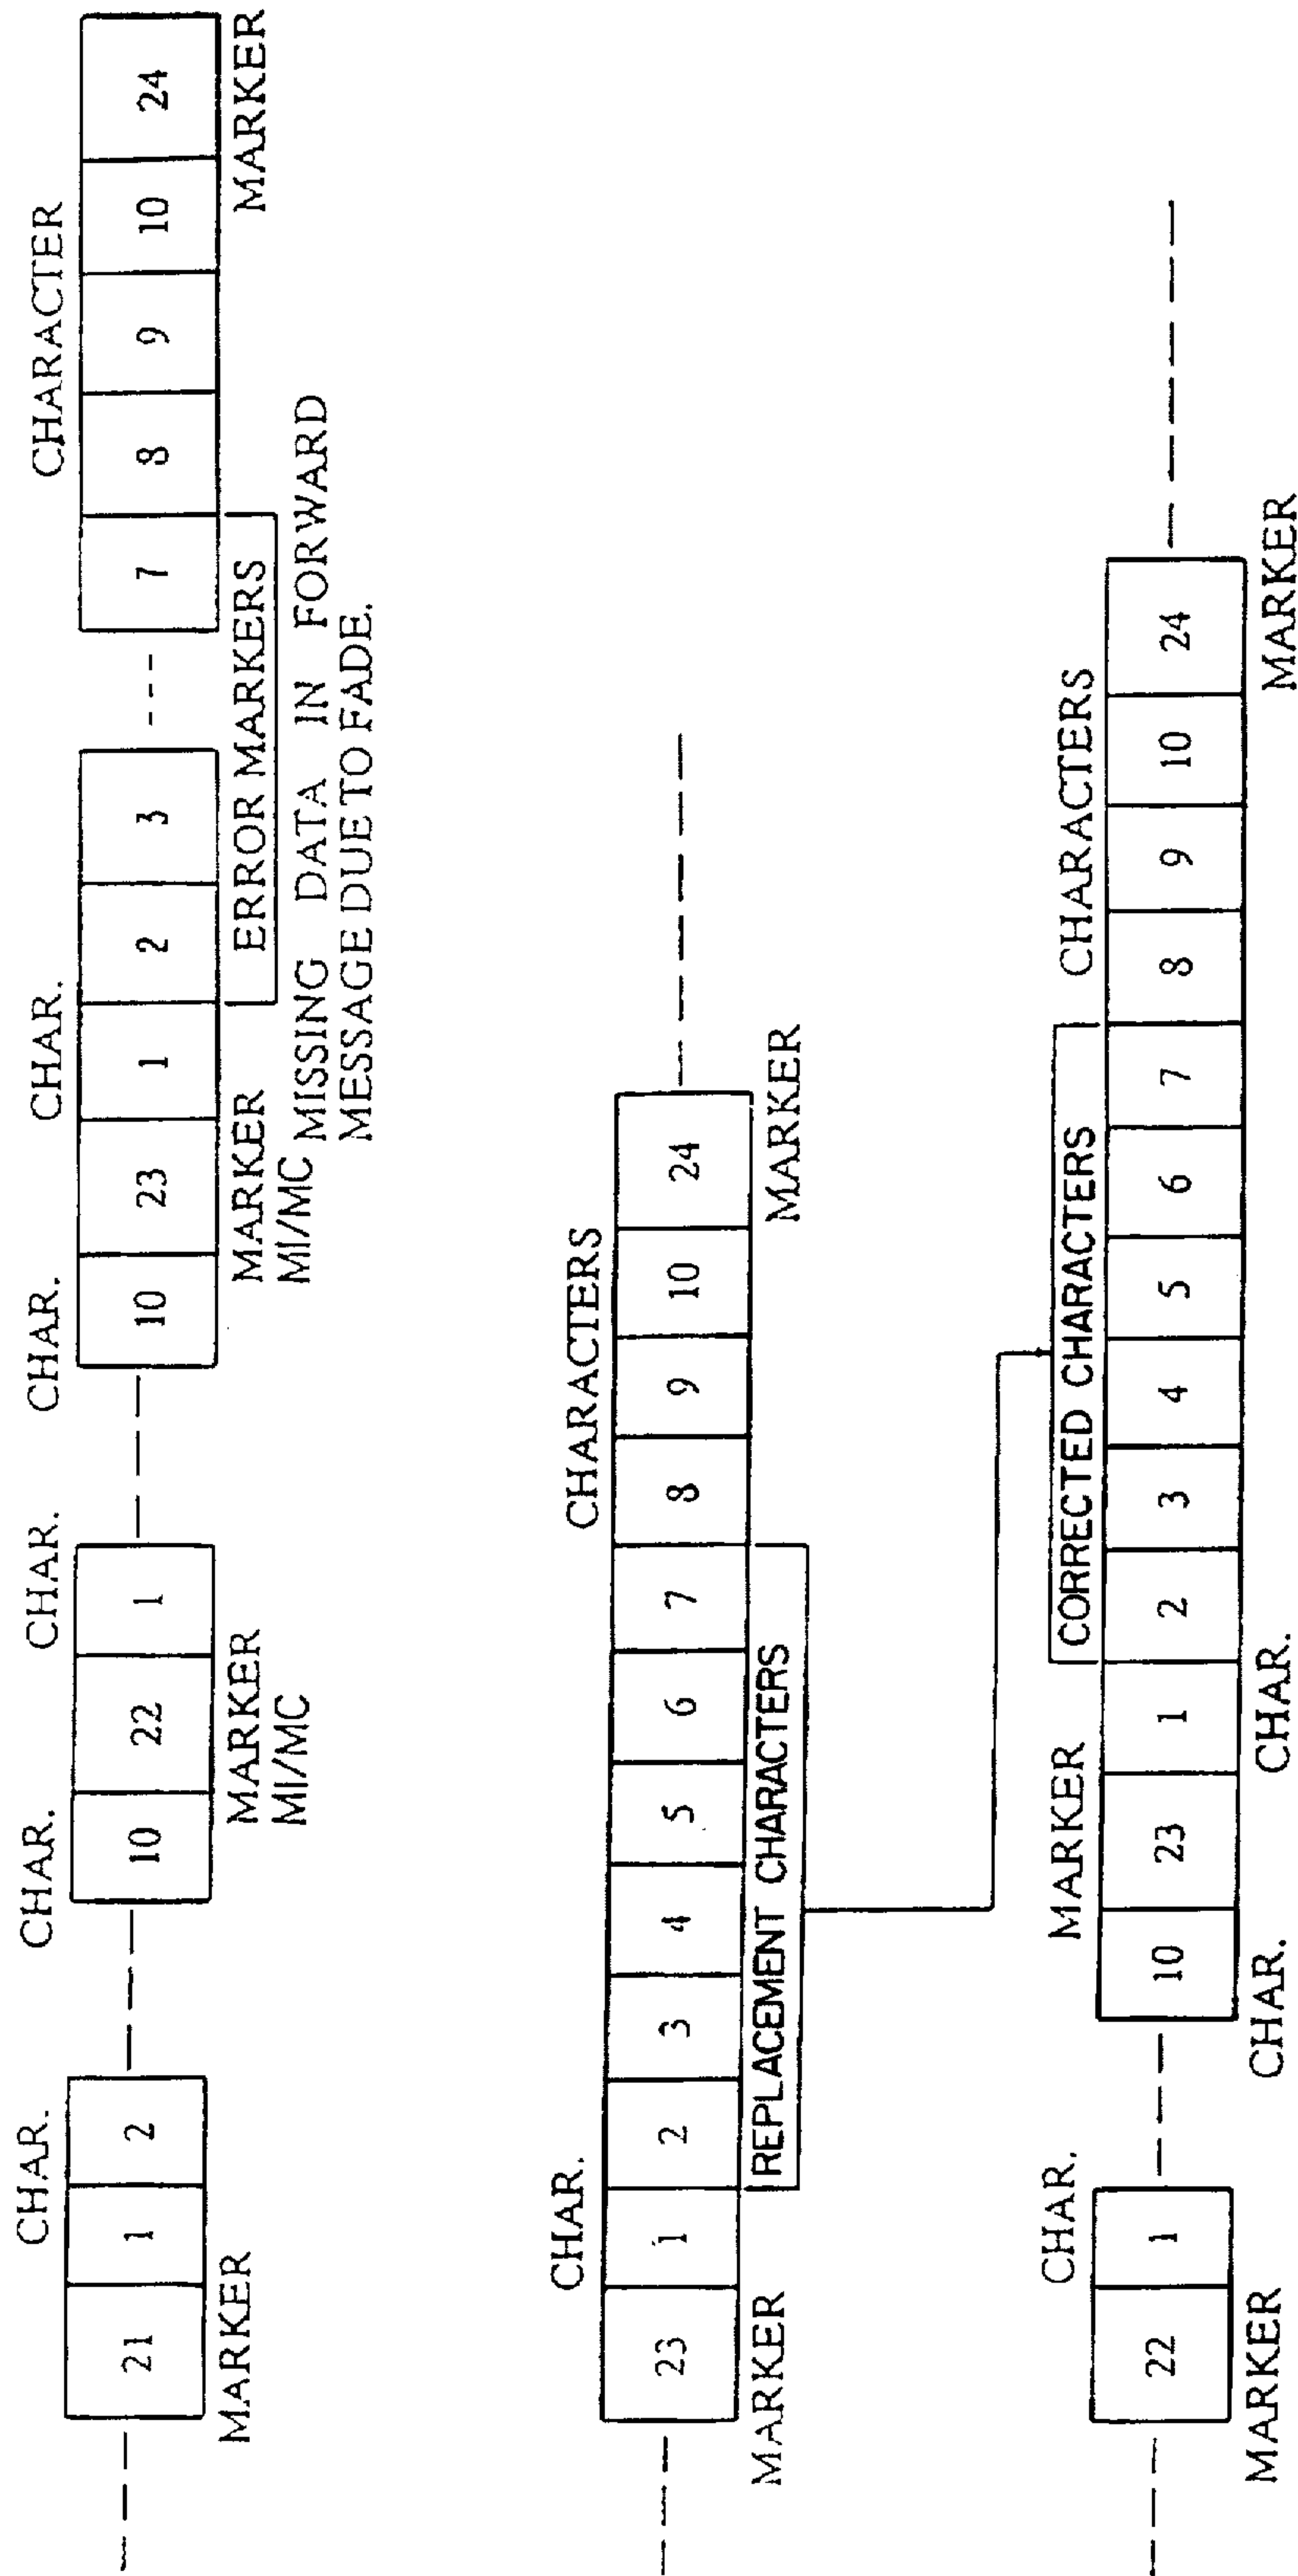 CHAR. CHAR. CHAR. CHAR. CHAR. CHARACTER
21 1 2 10 22 1 10 23 1 2 3 7 8 9 10 24
MARKER MARKER MARKER ERROR MARKERS MARKER
MI/MC MI/MC MISSING DATA IN FORWARD
MESSAGE DUE TO FADE.
CHAR. CHARACTERS
23 1 2 3 4 5 6 7 8 9 10 24
REPLACEMENT CHARACTERS
MARKER MARKER
CHAR. MARKER CORRECTED CHARACTERS CHARACTERS
22 1 10 23 1 2 3 4 5 6 7 8 9 10 24
MARKER CHAR. CHAR. MARKER